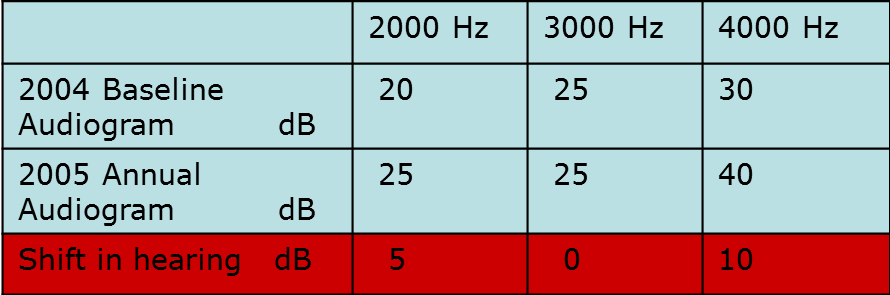 2000 Hz 3000 Hz 4000 Hz
2004 Baseline
Audiogram dB 20 25 30
2005 Annual
Audiogram dB 25 25 40
Shift in hearing dB 5 0 10